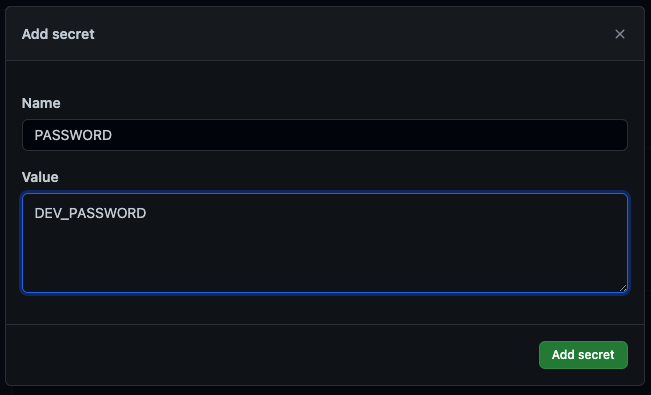 Add secret
Name
PASSWORD
Value
DEV_PASSWORD
Add secret